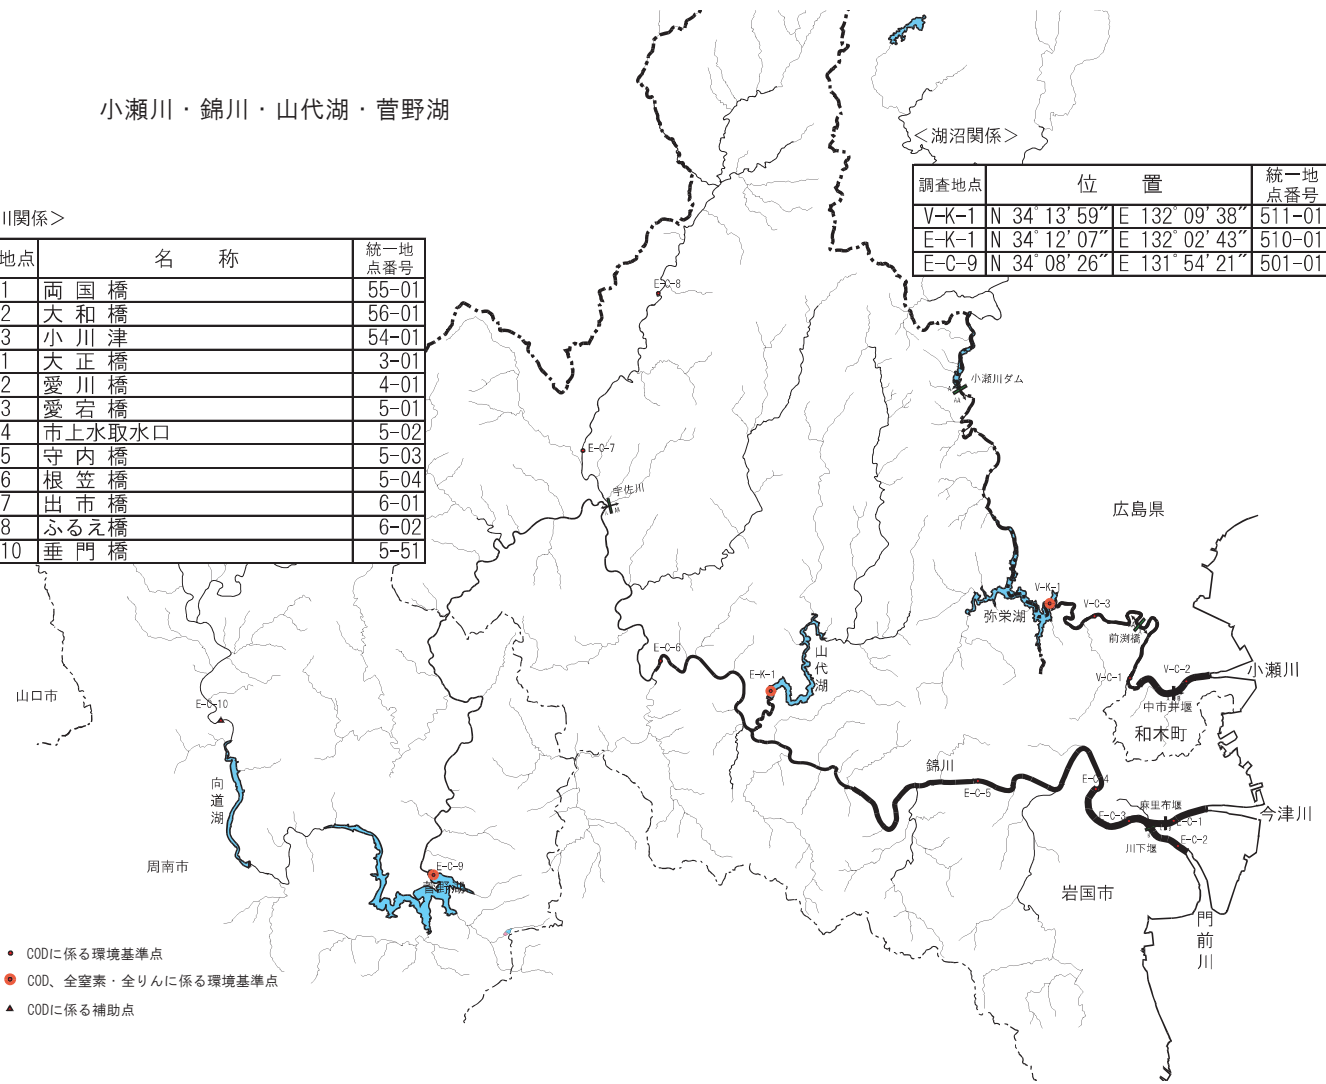 小瀬川・錦川・山代湖・菅野湖
＜湖沼関係＞
調査地点 位　置 統一地点番号
V-K-1 N 34°13′59″ E 132°09′38″ 511-01
E-K-1 N 34°12′07″ E 132°02′43″ 510-01
E-C-9 N 34°08′26″ E 131°54′21″ 501-01
川関係＞
地点 名　称 統一地点番号
1 両国橋 55-01
2 大和橋 56-01
3 小川津 54-01
1 大正橋 3-01
2 愛川橋 4-01
3 愛宕橋 5-01
4 市上水取水口 5-02
5 守内橋 5-03
6 根笠橋 5-04
7 出市橋 6-01
8 ふるえ橋 6-02
10 垂門橋 5-51
E-C-8
小瀬川ダム
E-C-7
宇佐川
広島県
V-K-1
V-C-3
弥栄湖
前渕橋
E-C-6
山代湖
E-K-1
V-C-2
V-C-1
小瀬川
中市井堰
和木町
山口市
E-C-10
向道湖
錦川
E-C-4
E-C-5
麻里布堰
今津川
E-C-3
E-C-1
E-C-2
川下堰
周南市
E-C-9
菅野湖
岩国市
門前川
CODに係る環境基準点
COD、全窒素・全りんに係る環境基準点
CODに係る補助点